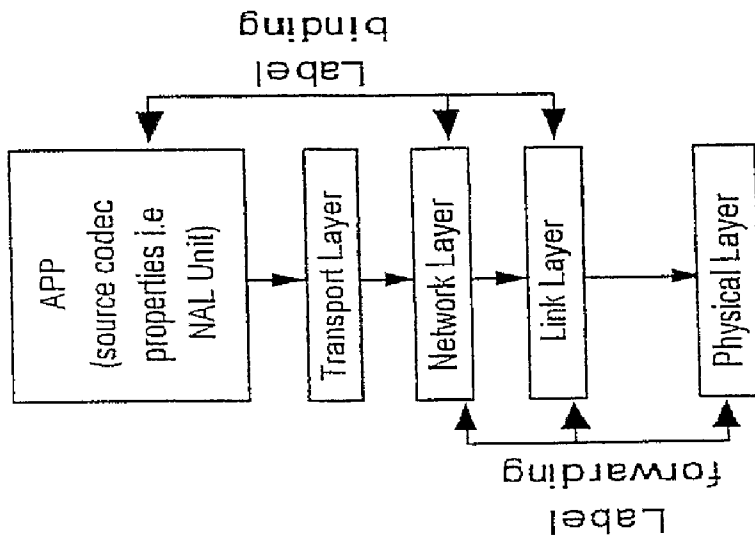 Label
binding
APP
(source codec
properties i.e
NAL Unit)
Transport Layer
Network Layer
Link Layer
Physical Layer
Label
forwarding